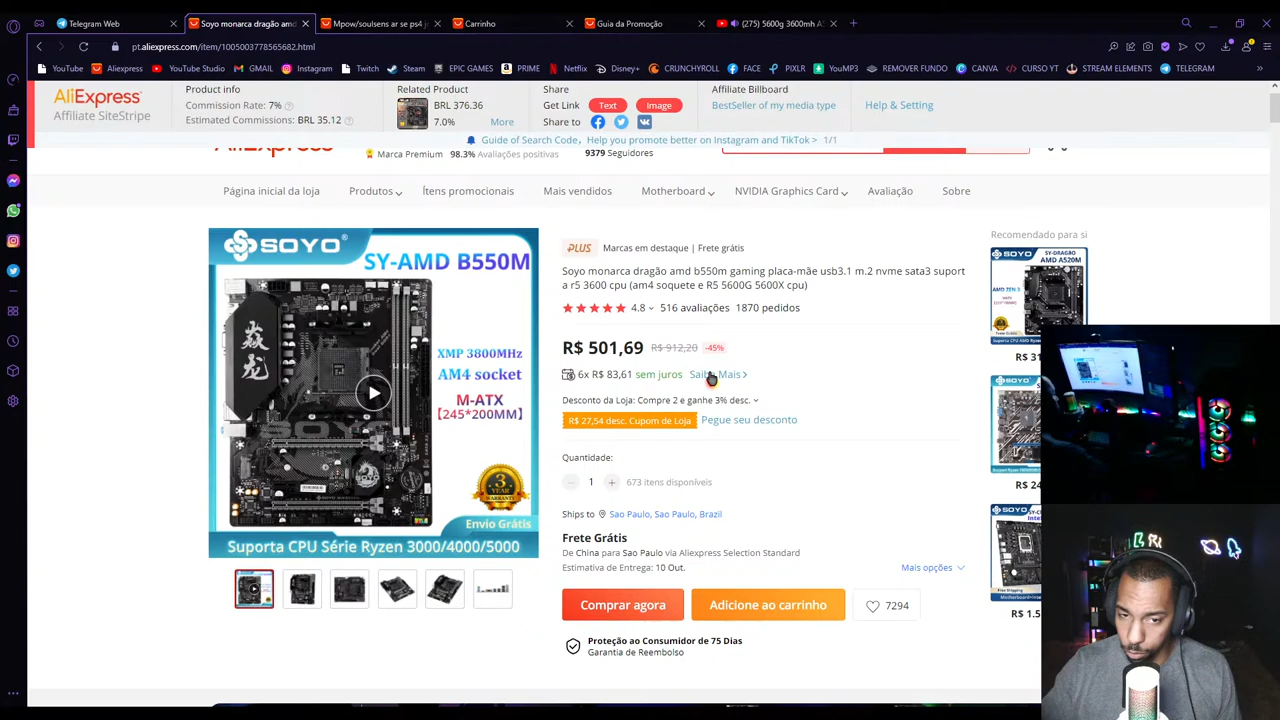 Telegram Web
Soyo monarca dragão amd
Mpow/soulsens ar se ps4 j
Carrinho
Guia da Promoção
(275) 5600g 3600mh A
pt.aliexpress.com/item/1005003778565682.html
YouTube
Aliexpress
YouTube Studio
GMAIL
Instagram
Twitch
Steam
EPIC GAMES
PRIME
Netflix
Disney+
CRUNCHYROLL
FACE
PIXLR
YouMP3
REMOVER FUNDO
CANVA
CURSO YT
STREAM ELEMENTS
TELEGRAM
AliExpress
Affiliate SiteStripe
Product info
Commission Rate: 7%
Estimated Commissions: BRL 35.12
Related Product
BRL 376.36
7.0%
More
Share
Get Link
Text
Image
Share to
Affiliate Billboard
BestSeller of my media type
Help & Setting
Guide of Search Code，Help you promote better on Instagram and TikTok > 1/1
Marca Premium
98.3% Avaliações positivas
9379 Seguidores
Página inicial da loja
Produtos
Ítens promocionais
Mais vendidos
Motherboard
NVIDIA Graphics Card
Avaliação
Sobre
SOYO®
SY-AMD B550M
XMP 3800MHz
AM4 socket
M-ATX
【245*200MM】
3
YEAR
WARRANTY
Envio Grátis
Suporta CPU Série Ryzen 3000/4000/5000
PLUS
Marcas em destaque | Frete grátis
Soyo monarca dragão amd b550m gaming placa-mãe usb3.1 m.2 nvme sata3 suport
a r5 3600 cpu (am4 soquete e R5 5600G 5600X cpu)
4.8
516 avaliações
1870 pedidos
R$ 501,69
R$ 912,20
-45%
6x R$ 83,61 sem juros
Saiba Mais
Desconto da Loja: Compre 2 e ganhe 3% desc.
R$ 27,54 desc. Cupom de Loja
Pegue seu desconto
Quantidade:
1
673 itens disponíveis
Ships to
Sao Paulo, Sao Paulo, Brazil
Frete Grátis
De China para Sao Paulo via Aliexpress Selection Standard
Estimativa de Entrega: 10 Out.
Mais opções
Comprar agora
Adicione ao carrinho
7294
Proteção ao Consumidor de 75 Dias
Garantia de Reembolso
Recomendado para si
SOYO
SY-DRAGÃO
AMD A520M
AMD ZEN 3
R$ 31
R$ 24
R$ 1.5